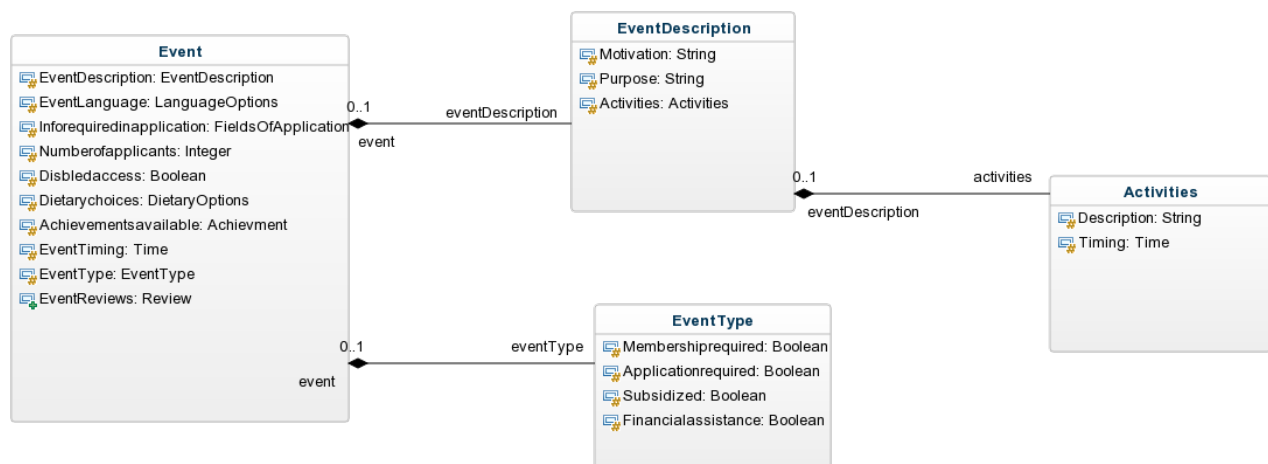 Event
EventDescription: EventDescription
EventLanguage: LanguageOptions
Inforequiredinapplication: FieldsOfApplication
Numberofapplicants: Integer
Disbledaccess: Boolean
Dietarychoices: DietaryOptions
Achievementsavailable: Achievment
EventTiming: Time
EventType: EventType
EventReviews: Review
0..1
event
eventDescription
EventDescription
Motivation: String
Purpose: String
Activities: Activities
0..1
eventDescription
activities
Activities
Description: String
Timing: Time
0..1
event
eventType
EventType
Membershiprequired: Boolean
Applicationrequired: Boolean
Subsidized: Boolean
Financialassistance: Boolean